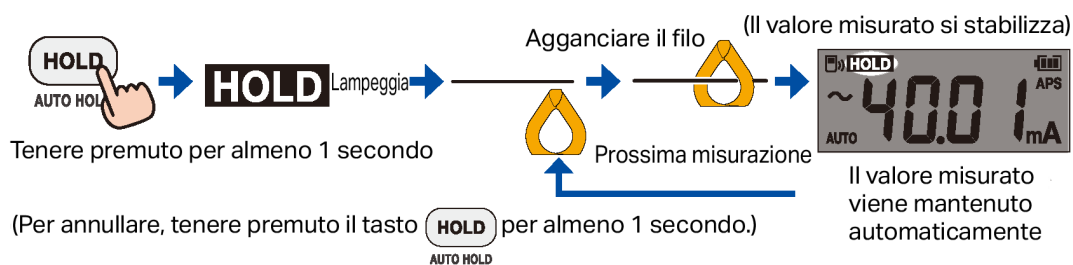 HOLD
AUTO HOLD
Tenere premuto per almeno 1 secondo
HOLD Lampeggia
Agganciare il filo
Prossima misurazione
(Il valore misurato si stabilizza)
HOLD
APS
~ 40.01 mA
AUTO
Il valore misurato
viene mantenuto
automaticamente
(Per annullare, tenere premuto il tasto HOLD per almeno 1 secondo.)
AUTO HOLD